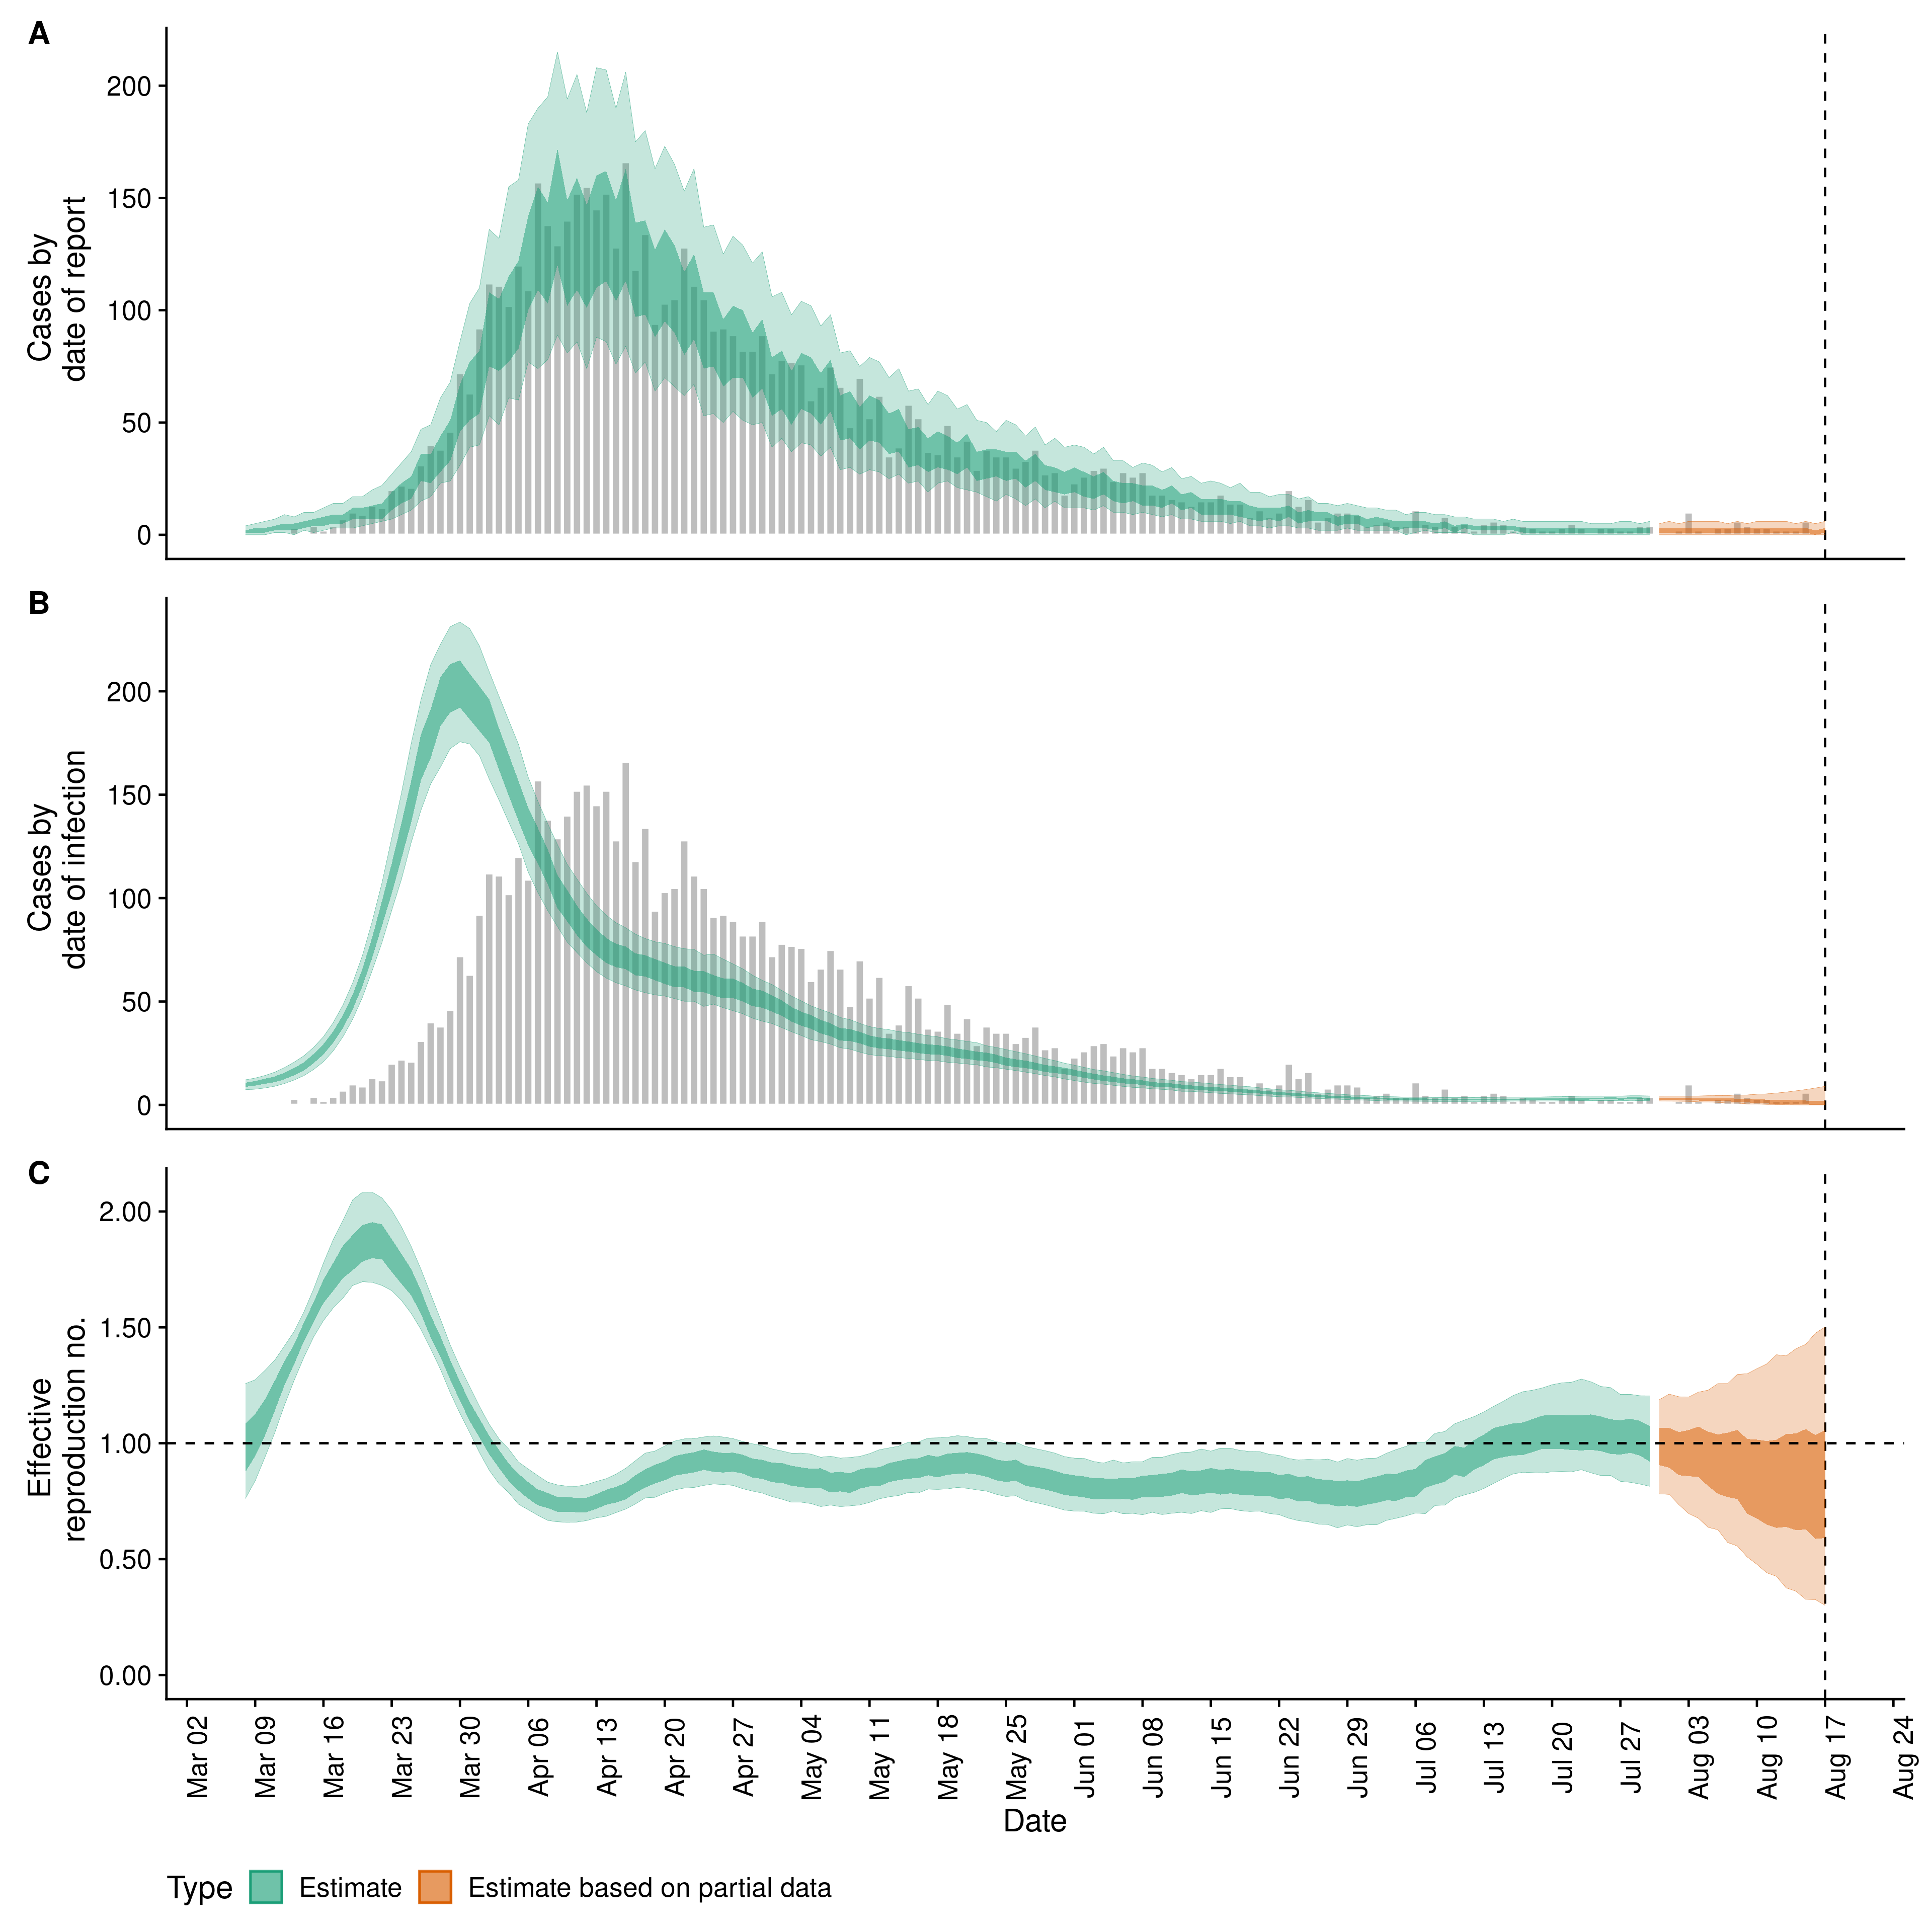 A
Cases by
date of report
200
150
100
50
0
B
Cases by
date of infection
200
150
100
50
0
C
Effective
reproduction no.
2.00
1.50
1.00
0.50
0.00
Mar 02
Mar 09
Mar 16
Mar 23
Mar 30
Apr 06
Apr 13
Apr 20
Apr 27
May 04
May 11
May 18
May 25
Jun 01
Jun 08
Jun 15
Jun 22
Jun 29
Jul 06
Jul 13
Jul 20
Jul 27
Aug 03
Aug 10
Aug 17
Aug 24
Date
Type Estimate Estimate based on partial data